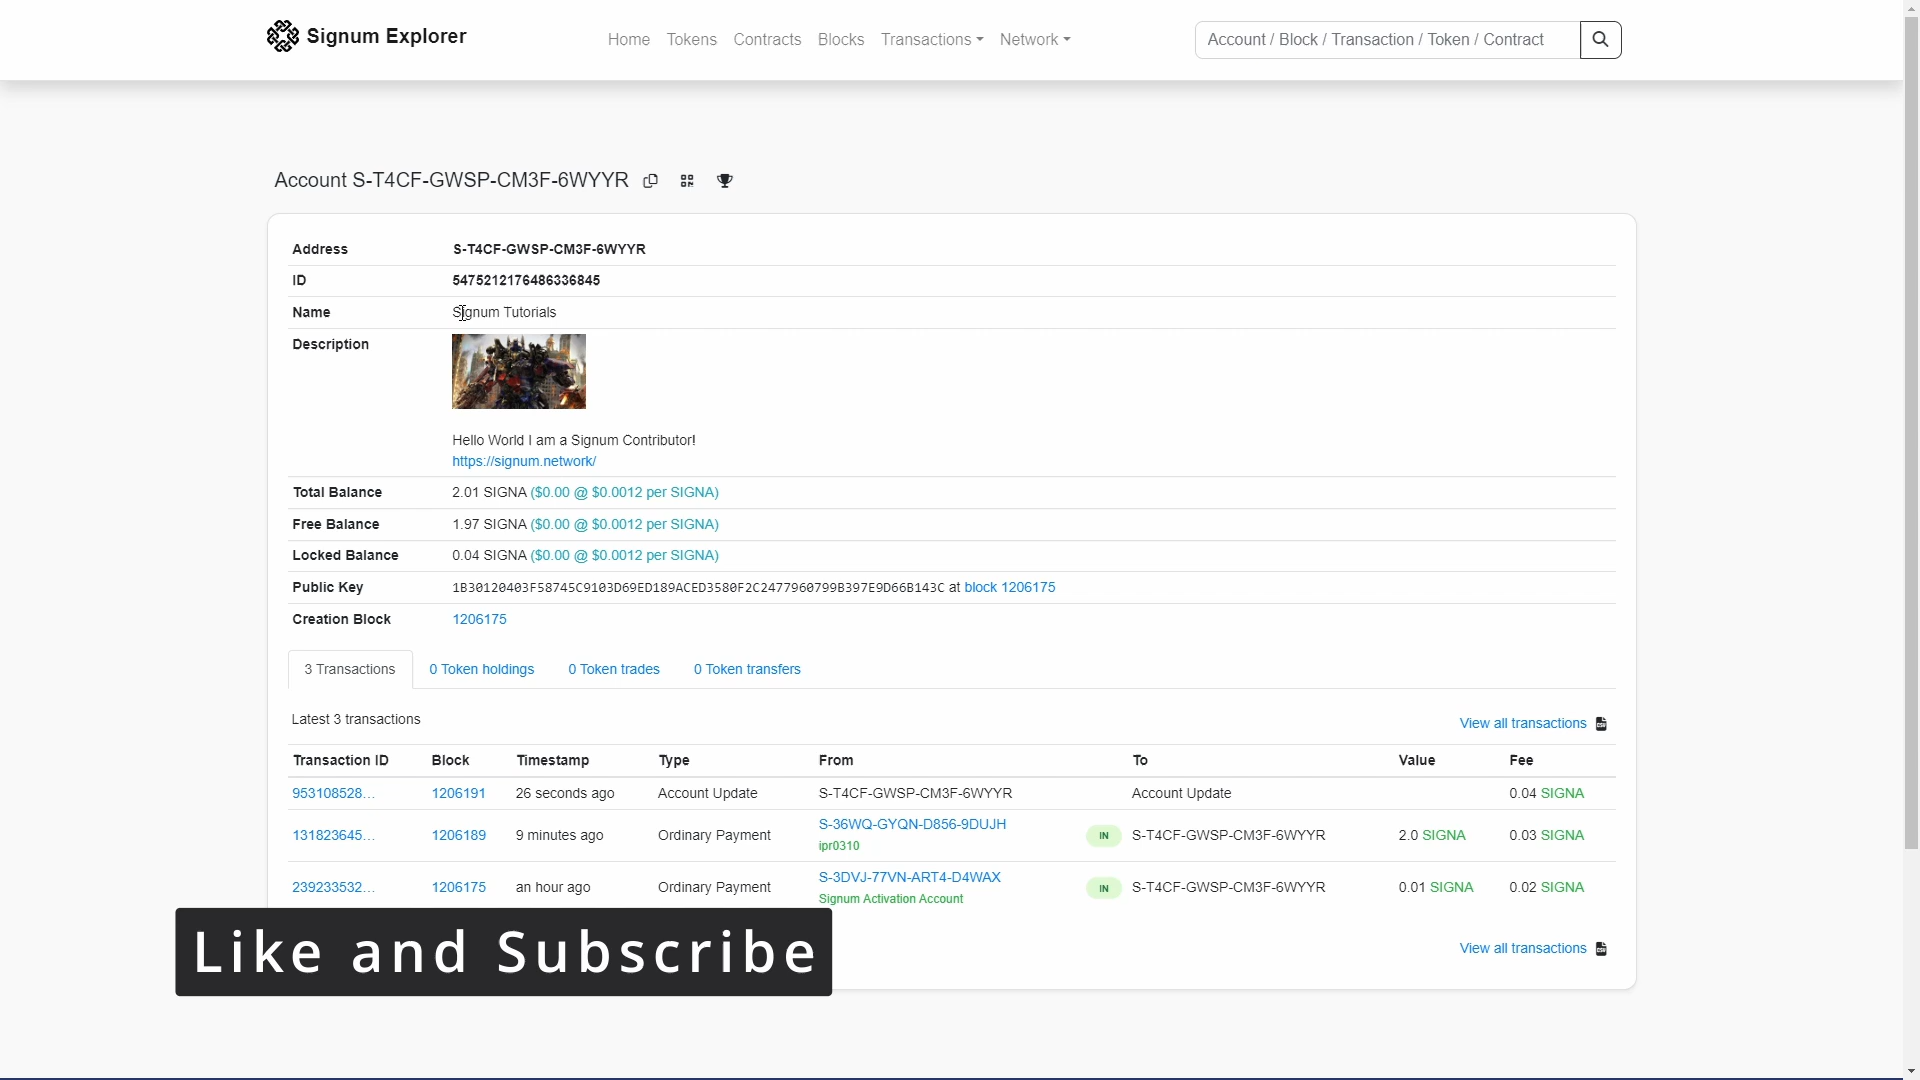 Signum Explorer
Home Tokens Contracts Blocks Transactions Network
Account / Block / Transaction / Token / Contract
Account S-T4CF-GWSP-CM3F-6WYYR
Address S-T4CF-GWSP-CM3F-6WYYR
ID 5475212176486336845
Name Signum Tutorials
Description
Hello World I am a Signum Contributor!
https://signum.network/
Total Balance 2.01 SIGNA ($0.00 @ $0.0012 per SIGNA)
Free Balance 1.97 SIGNA ($0.00 @ $0.0012 per SIGNA)
Locked Balance 0.04 SIGNA ($0.00 @ $0.0012 per SIGNA)
Public Key 1B30120403F58745C9103D69ED189ACED3580F2C2477960799B397E9D66B143C at block 1206175
Creation Block 1206175
3 Transactions 0 Token holdings 0 Token trades 0 Token transfers
Latest 3 transactions View all transactions
Transaction ID Block Timestamp Type From To Value Fee
953108528... 1206191 26 seconds ago Account Update S-T4CF-GWSP-CM3F-6WYYR Account Update 0.04 SIGNA
131823645... 1206189 9 minutes ago Ordinary Payment S-36WQ-GYQN-D856-9DUJH IN S-T4CF-GWSP-CM3F-6WYYR 2.0 SIGNA 0.03 SIGNA
ipr0310
239233532... 1206175 an hour ago Ordinary Payment S-3DVJ-77VN-ART4-D4WAX IN S-T4CF-GWSP-CM3F-6WYYR 0.01 SIGNA 0.02 SIGNA
Signum Activation Account
Like and Subscribe
View all transactions